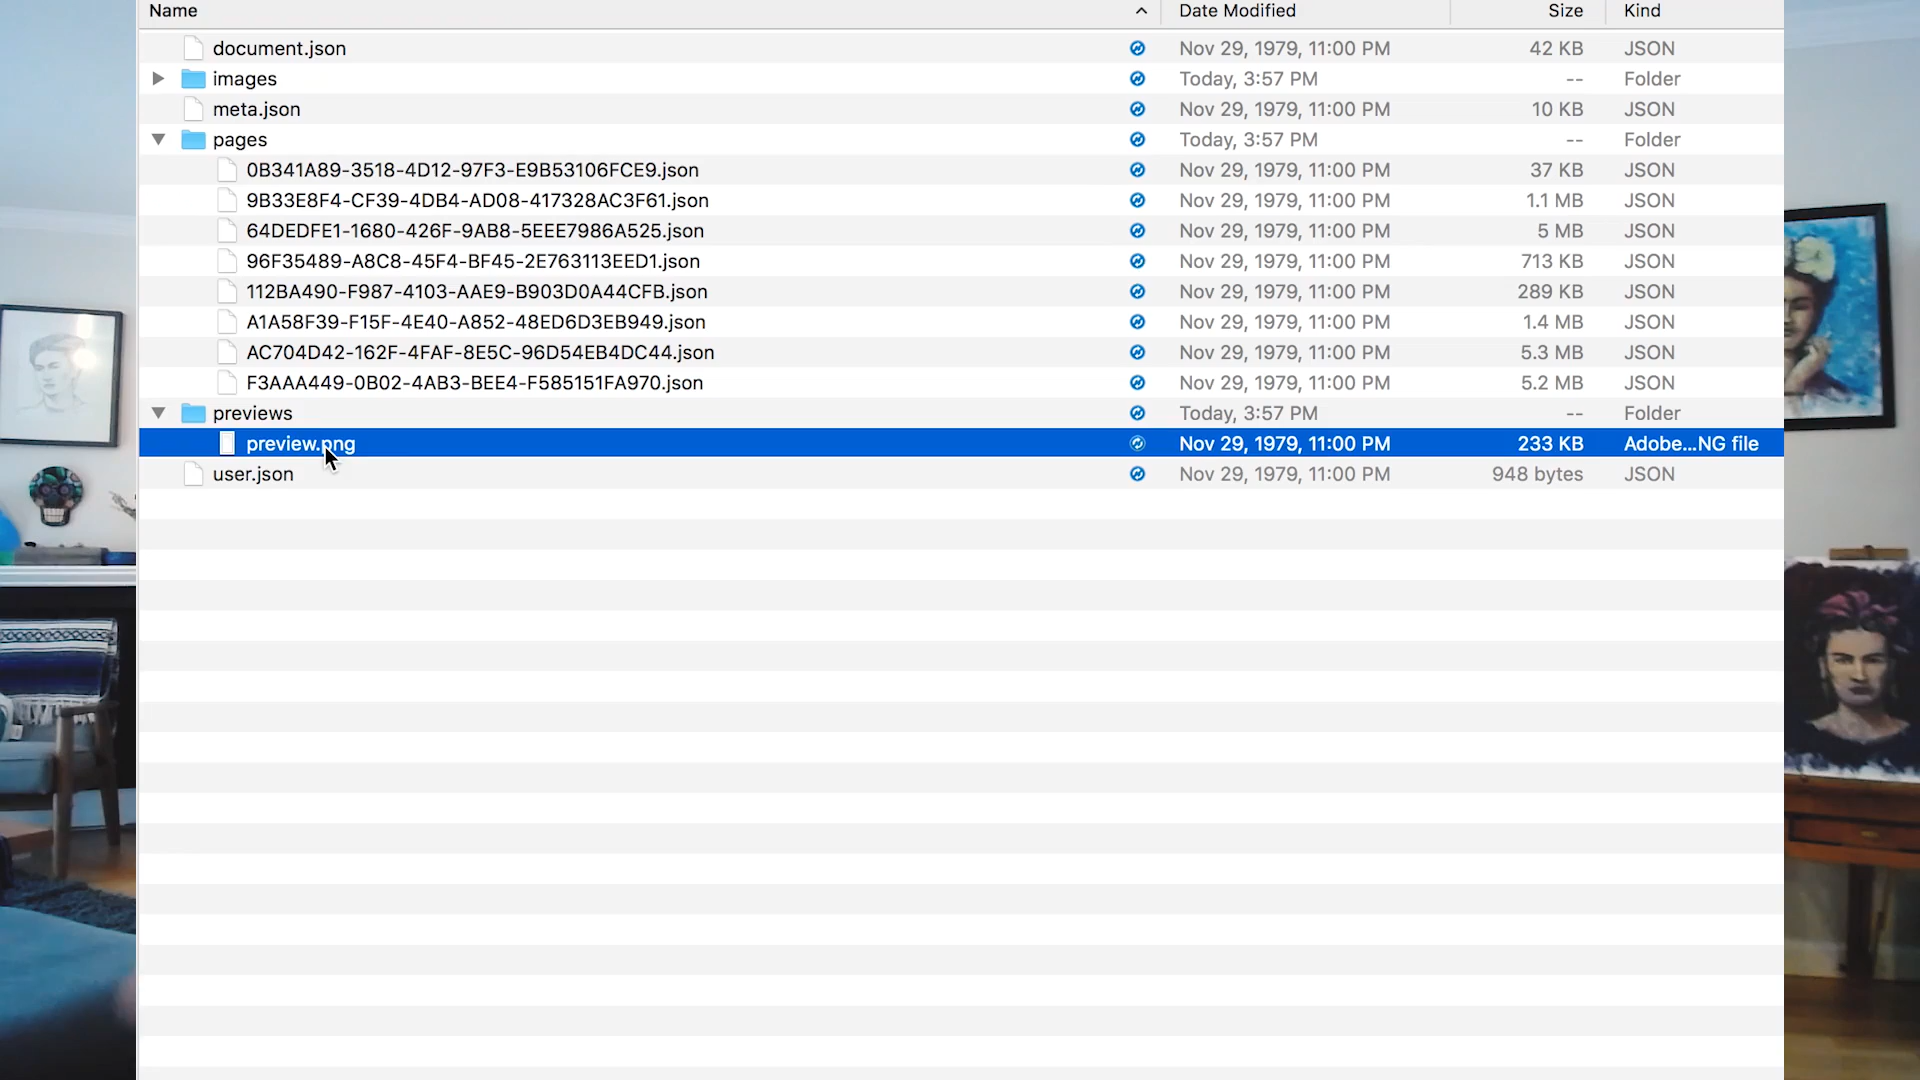 Name Date Modified Size Kind
document.json Nov 29, 1979, 11:00 PM 42 KB JSON
images Today, 3:57 PM -- Folder
meta.json Nov 29, 1979, 11:00 PM 10 KB JSON
pages Today, 3:57 PM -- Folder
0B341A89-3518-4D12-97F3-E9B53106FCE9.json Nov 29, 1979, 11:00 PM 37 KB JSON
9B33E8F4-CF39-4DB4-AD08-417328AC3F61.json Nov 29, 1979, 11:00 PM 1.1 MB JSON
64DEDFE1-1680-426F-9AB8-5EEE7986A525.json Nov 29, 1979, 11:00 PM 5 MB JSON
96F35489-A8C8-45F4-BF45-2E763113EED1.json Nov 29, 1979, 11:00 PM 713 KB JSON
112BA490-F987-4103-AAE9-B903D0A44CFB.json Nov 29, 1979, 11:00 PM 289 KB JSON
A1A58F39-F15F-4E40-A852-48ED6D3EB949.json Nov 29, 1979, 11:00 PM 1.4 MB JSON
AC704D42-162F-4FAF-8E5C-96D54EB4DC44.json Nov 29, 1979, 11:00 PM 5.3 MB JSON
F3AAA449-0B02-4AB3-BEE4-F585151FA970.json Nov 29, 1979, 11:00 PM 5.2 MB JSON
previews Today, 3:57 PM -- Folder
preview.png Nov 29, 1979, 11:00 PM 233 KB Adobe...NG file
user.json Nov 29, 1979, 11:00 PM 948 bytes JSON